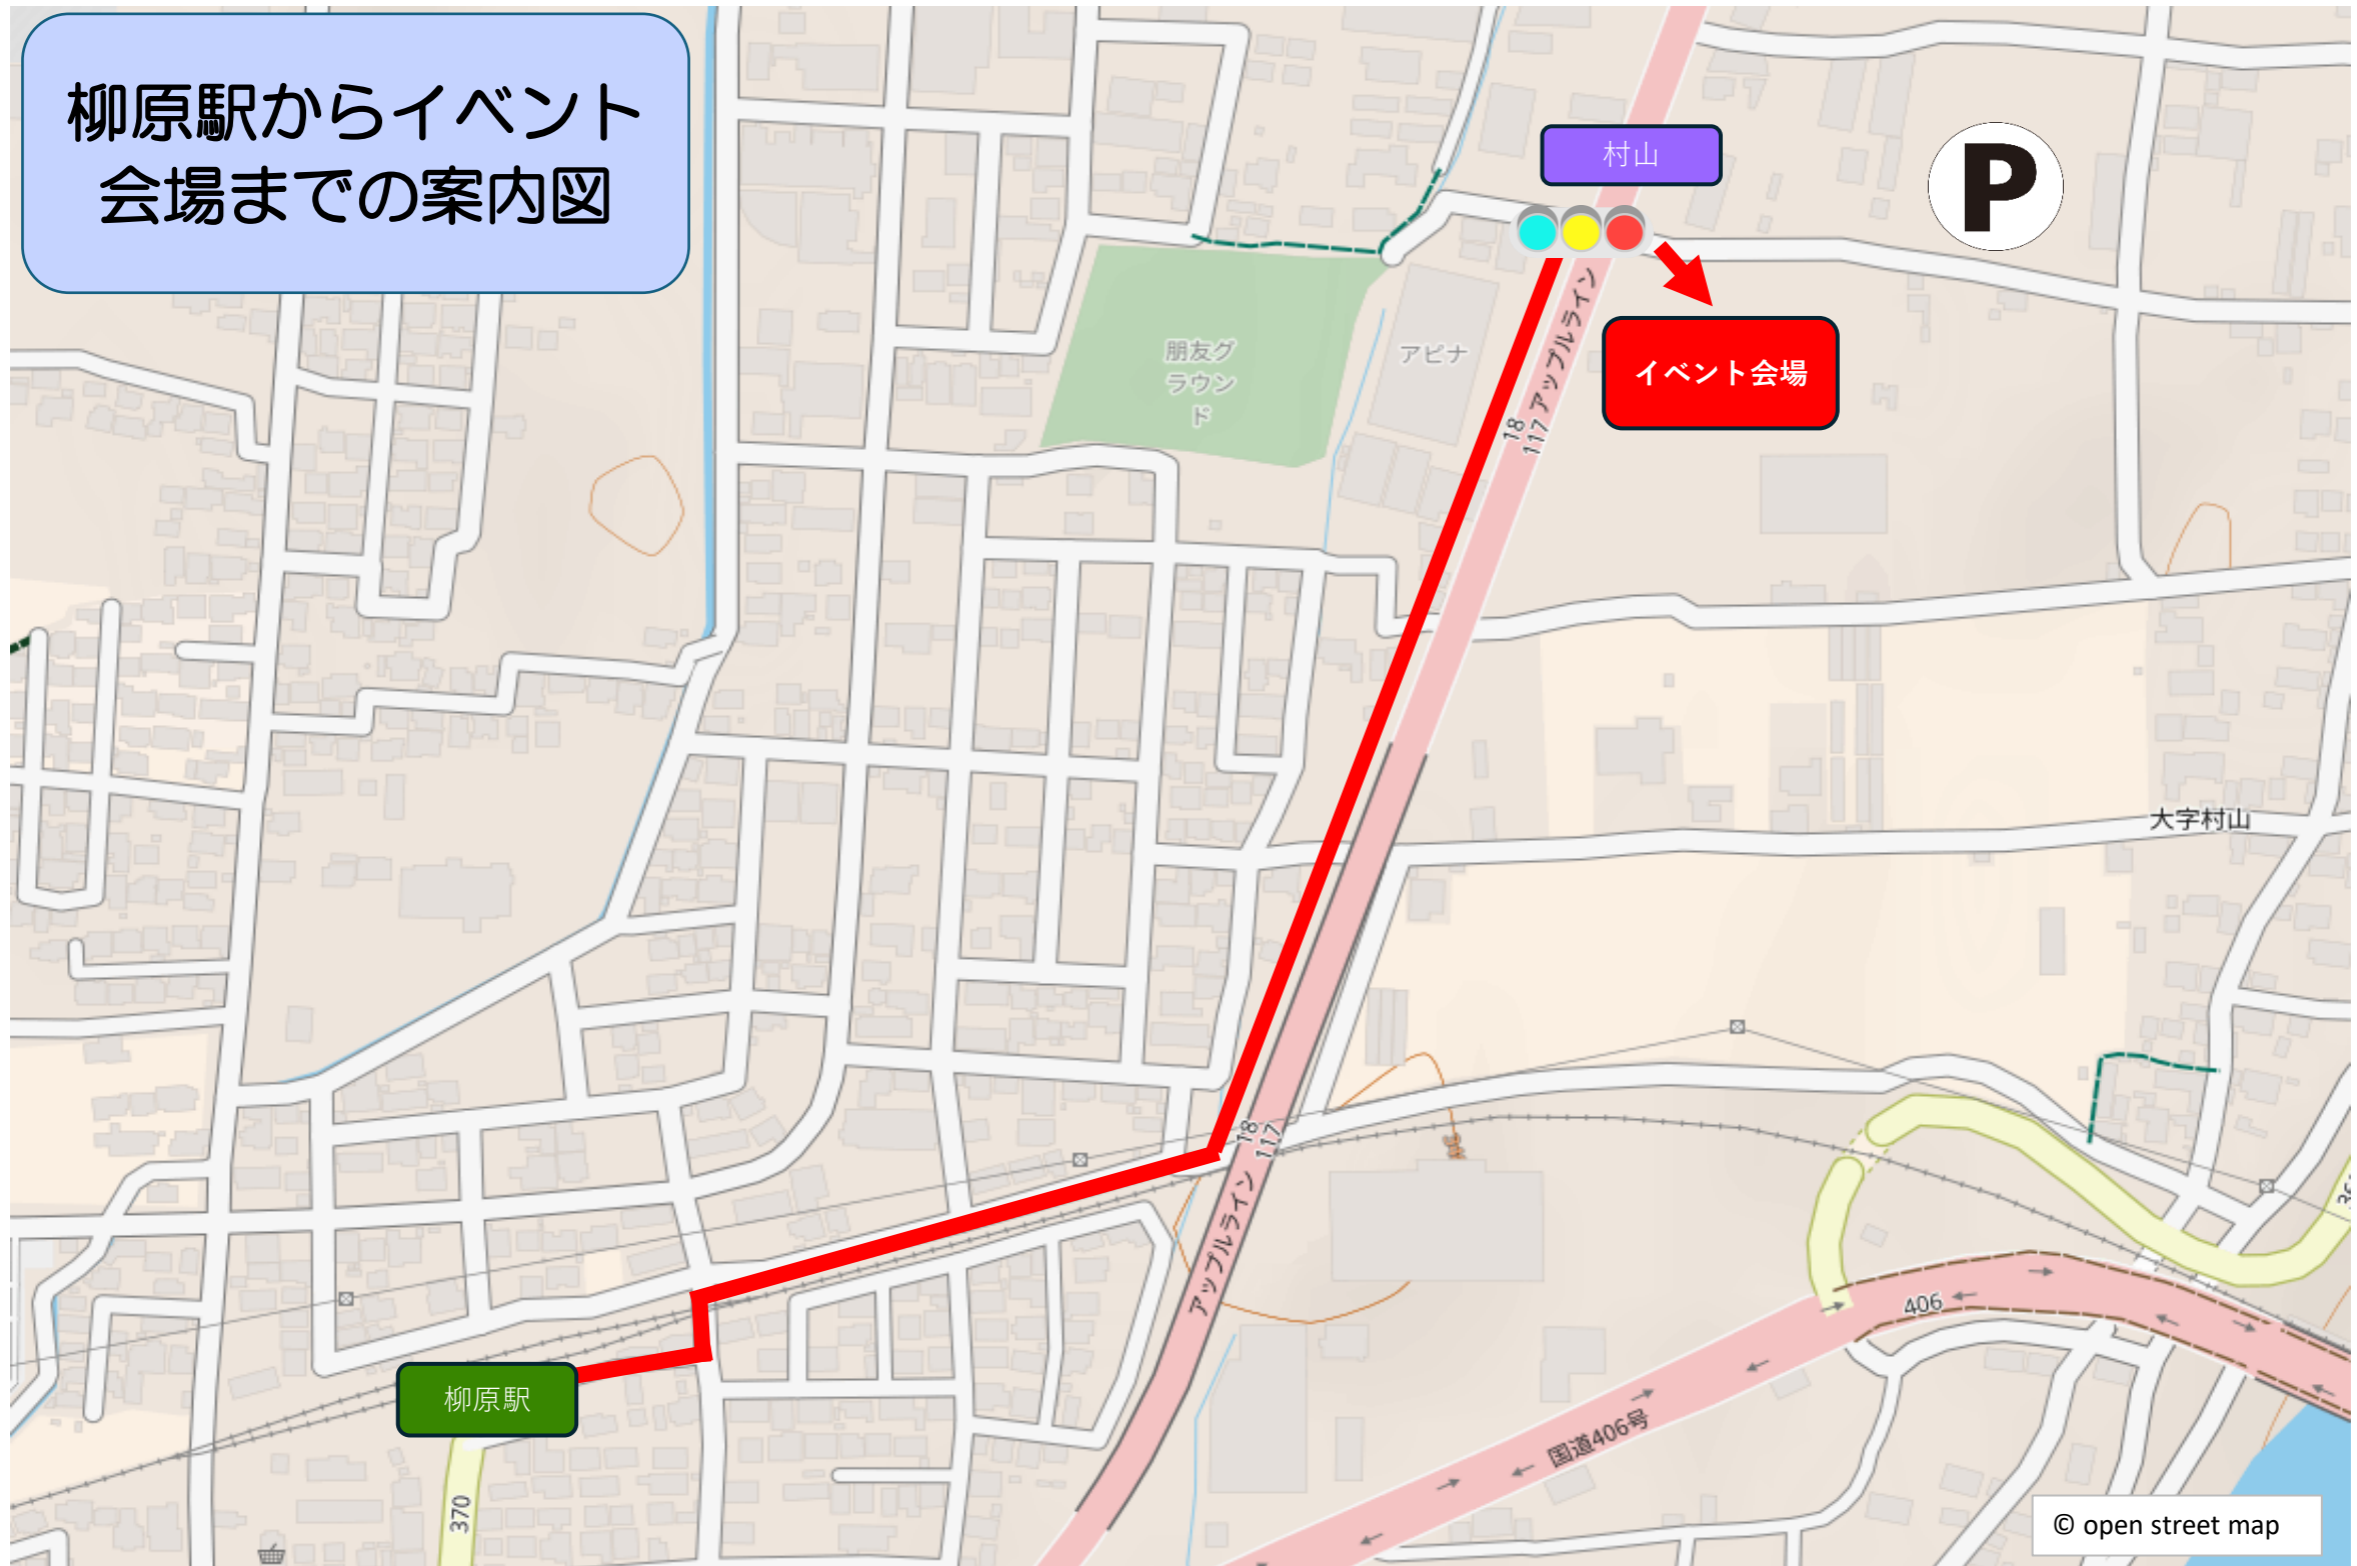 柳原駅からイベント
会場までの案内図
村山
P
イベント会場
朋友グ
ラウン
ド
アピナ
18
117 アップルライン
大字村山
18
117
アップルライン
柳原駅
370
406
国道406号
© open street map